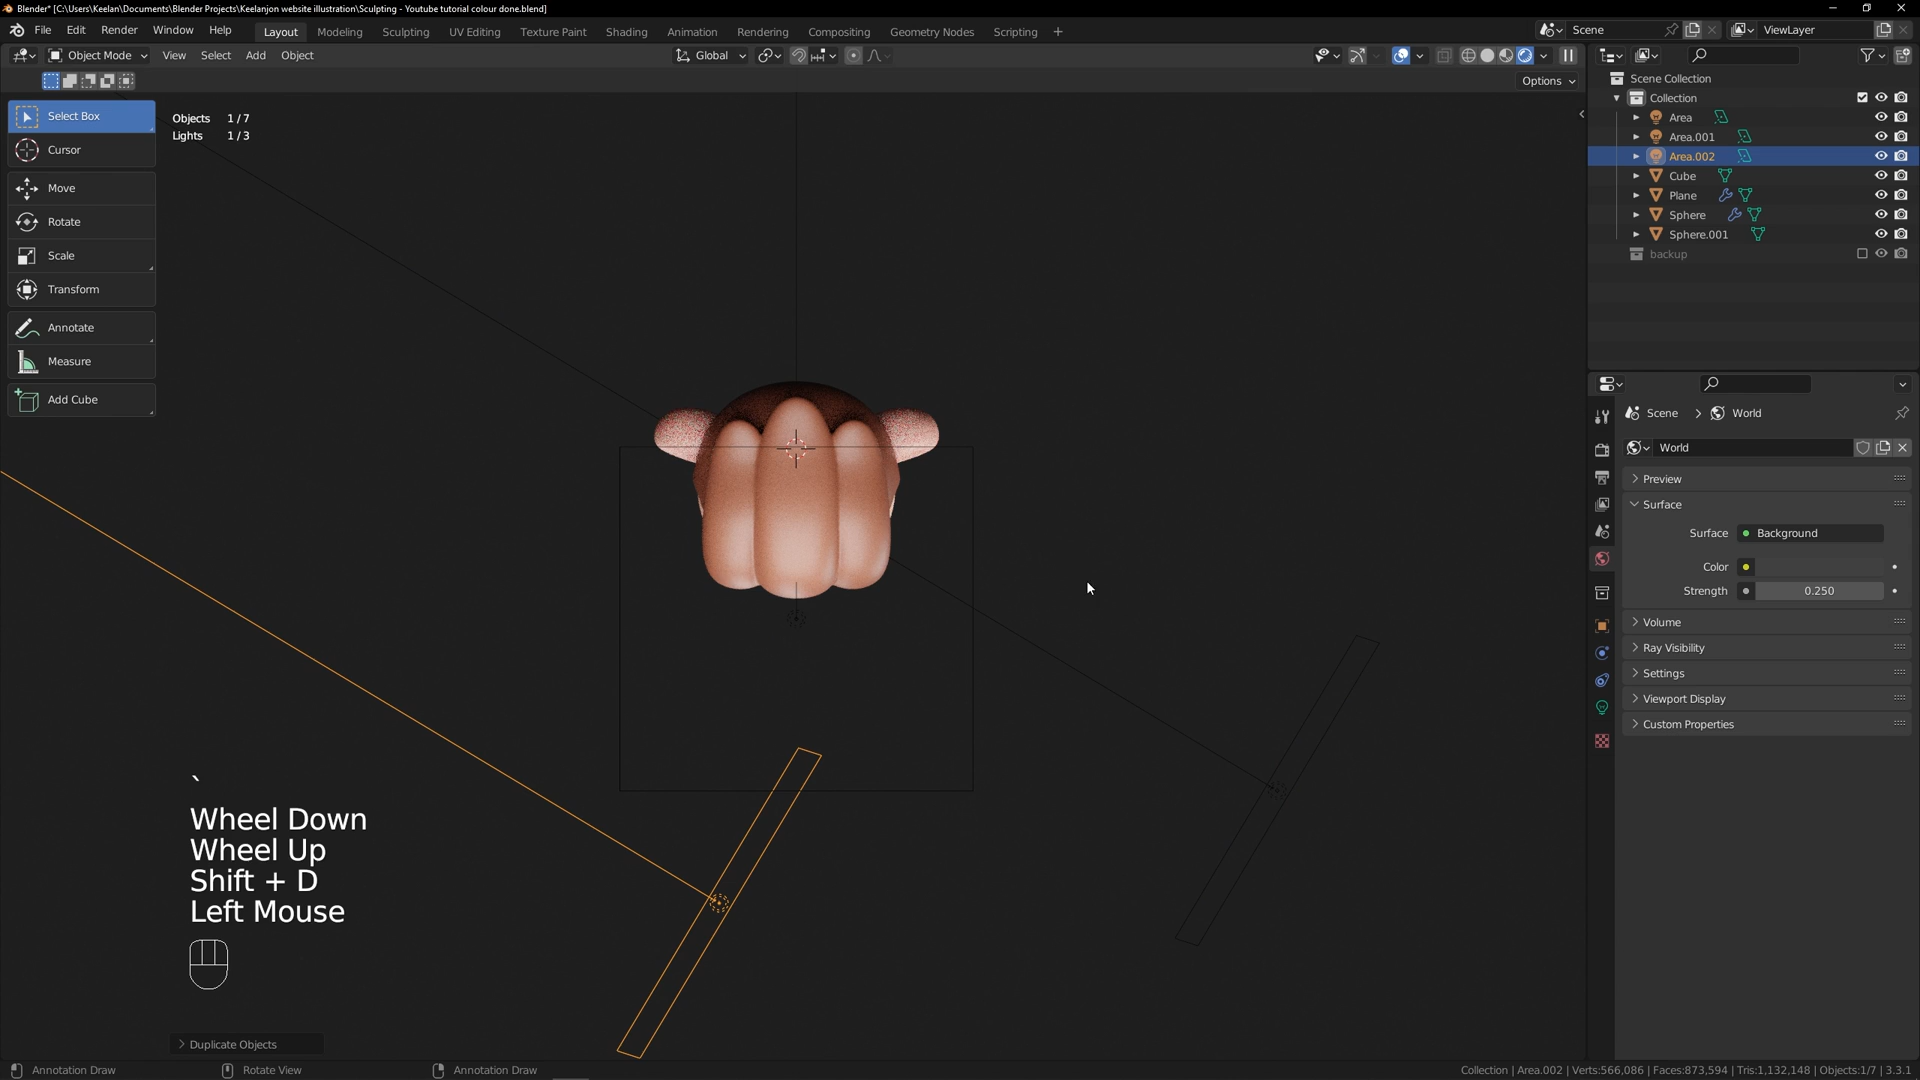 Blender* [C:\Users\Keelan\Documents\Blender Projects\Keelanjon website illustration\Sculpting - Youtube tutorial colour done.blend]
File Edit Render Window Help Layout Modeling Sculpting UV Editing Texture Paint Shading Animation Rendering Compositing Geometry Nodes Scripting + Scene ViewLayer
Object Mode View Select Add Object Global
Options
Select Box
Cursor
Move
Rotate
Scale
Transform
Annotate
Measure
Add Cube
Objects 1 / 7
Lights 1 / 3
`
Wheel Down
Wheel Up
Shift + D
Left Mouse
Duplicate Objects
Scene Collection
Collection
Area
Area.001
Area.002
Cube
Plane
Sphere
Sphere.001
backup
Scene > World
World
Preview
Surface
Surface Background
Color
Strength 0.250
Volume
Ray Visibility
Settings
Viewport Display
Custom Properties
Annotation Draw Rotate View Annotation Draw Collection | Area.002 | Verts:566,086 | Faces:873,594 | Tris:1,132,148 | Objects:1/7 | 3.3.1